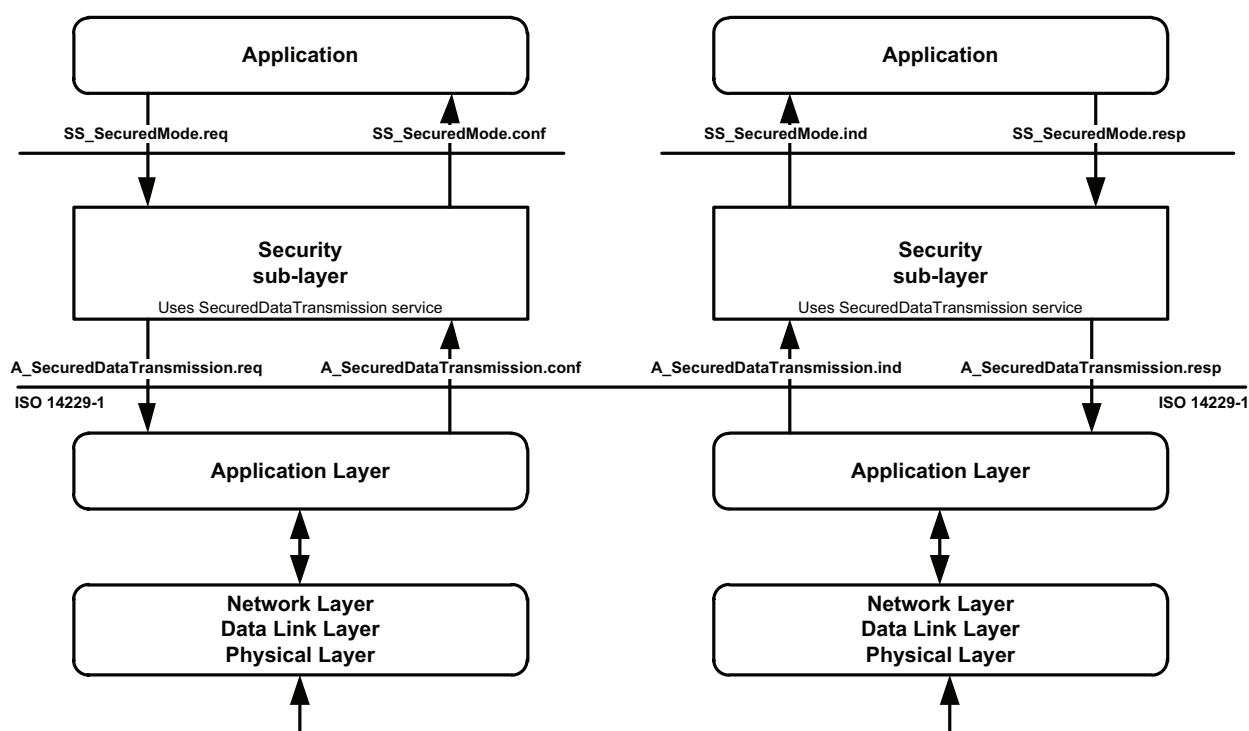 Application
Application
SS_SecuredMode.req
SS_SecuredMode.conf
SS_SecuredMode.ind
SS_SecuredMode.resp
Security
sub-layer
Uses SecuredDataTransmission service
Security
sub-layer
Uses SecuredDataTransmission service
A_SecuredDataTransmission.req
A_SecuredDataTransmission.conf
A_SecuredDataTransmission.ind
A_SecuredDataTransmission.resp
ISO 14229-1
ISO 14229-1
Application Layer
Application Layer
Network Layer
Data Link Layer
Physical Layer
Network Layer
Data Link Layer
Physical Layer